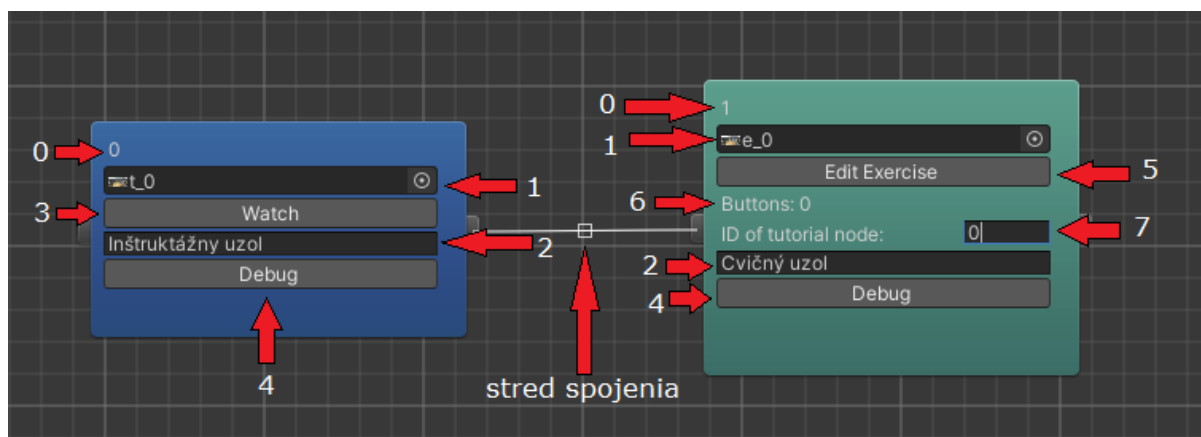 0
0
t_0
1
3
Watch
Inštruktážny uzol
2
Debug
4
stred spojenia
0
1
1
e_0
Edit Exercise
5
6
Buttons: 0
ID of tutorial node:
0
7
2
Cvičný uzol
4
Debug